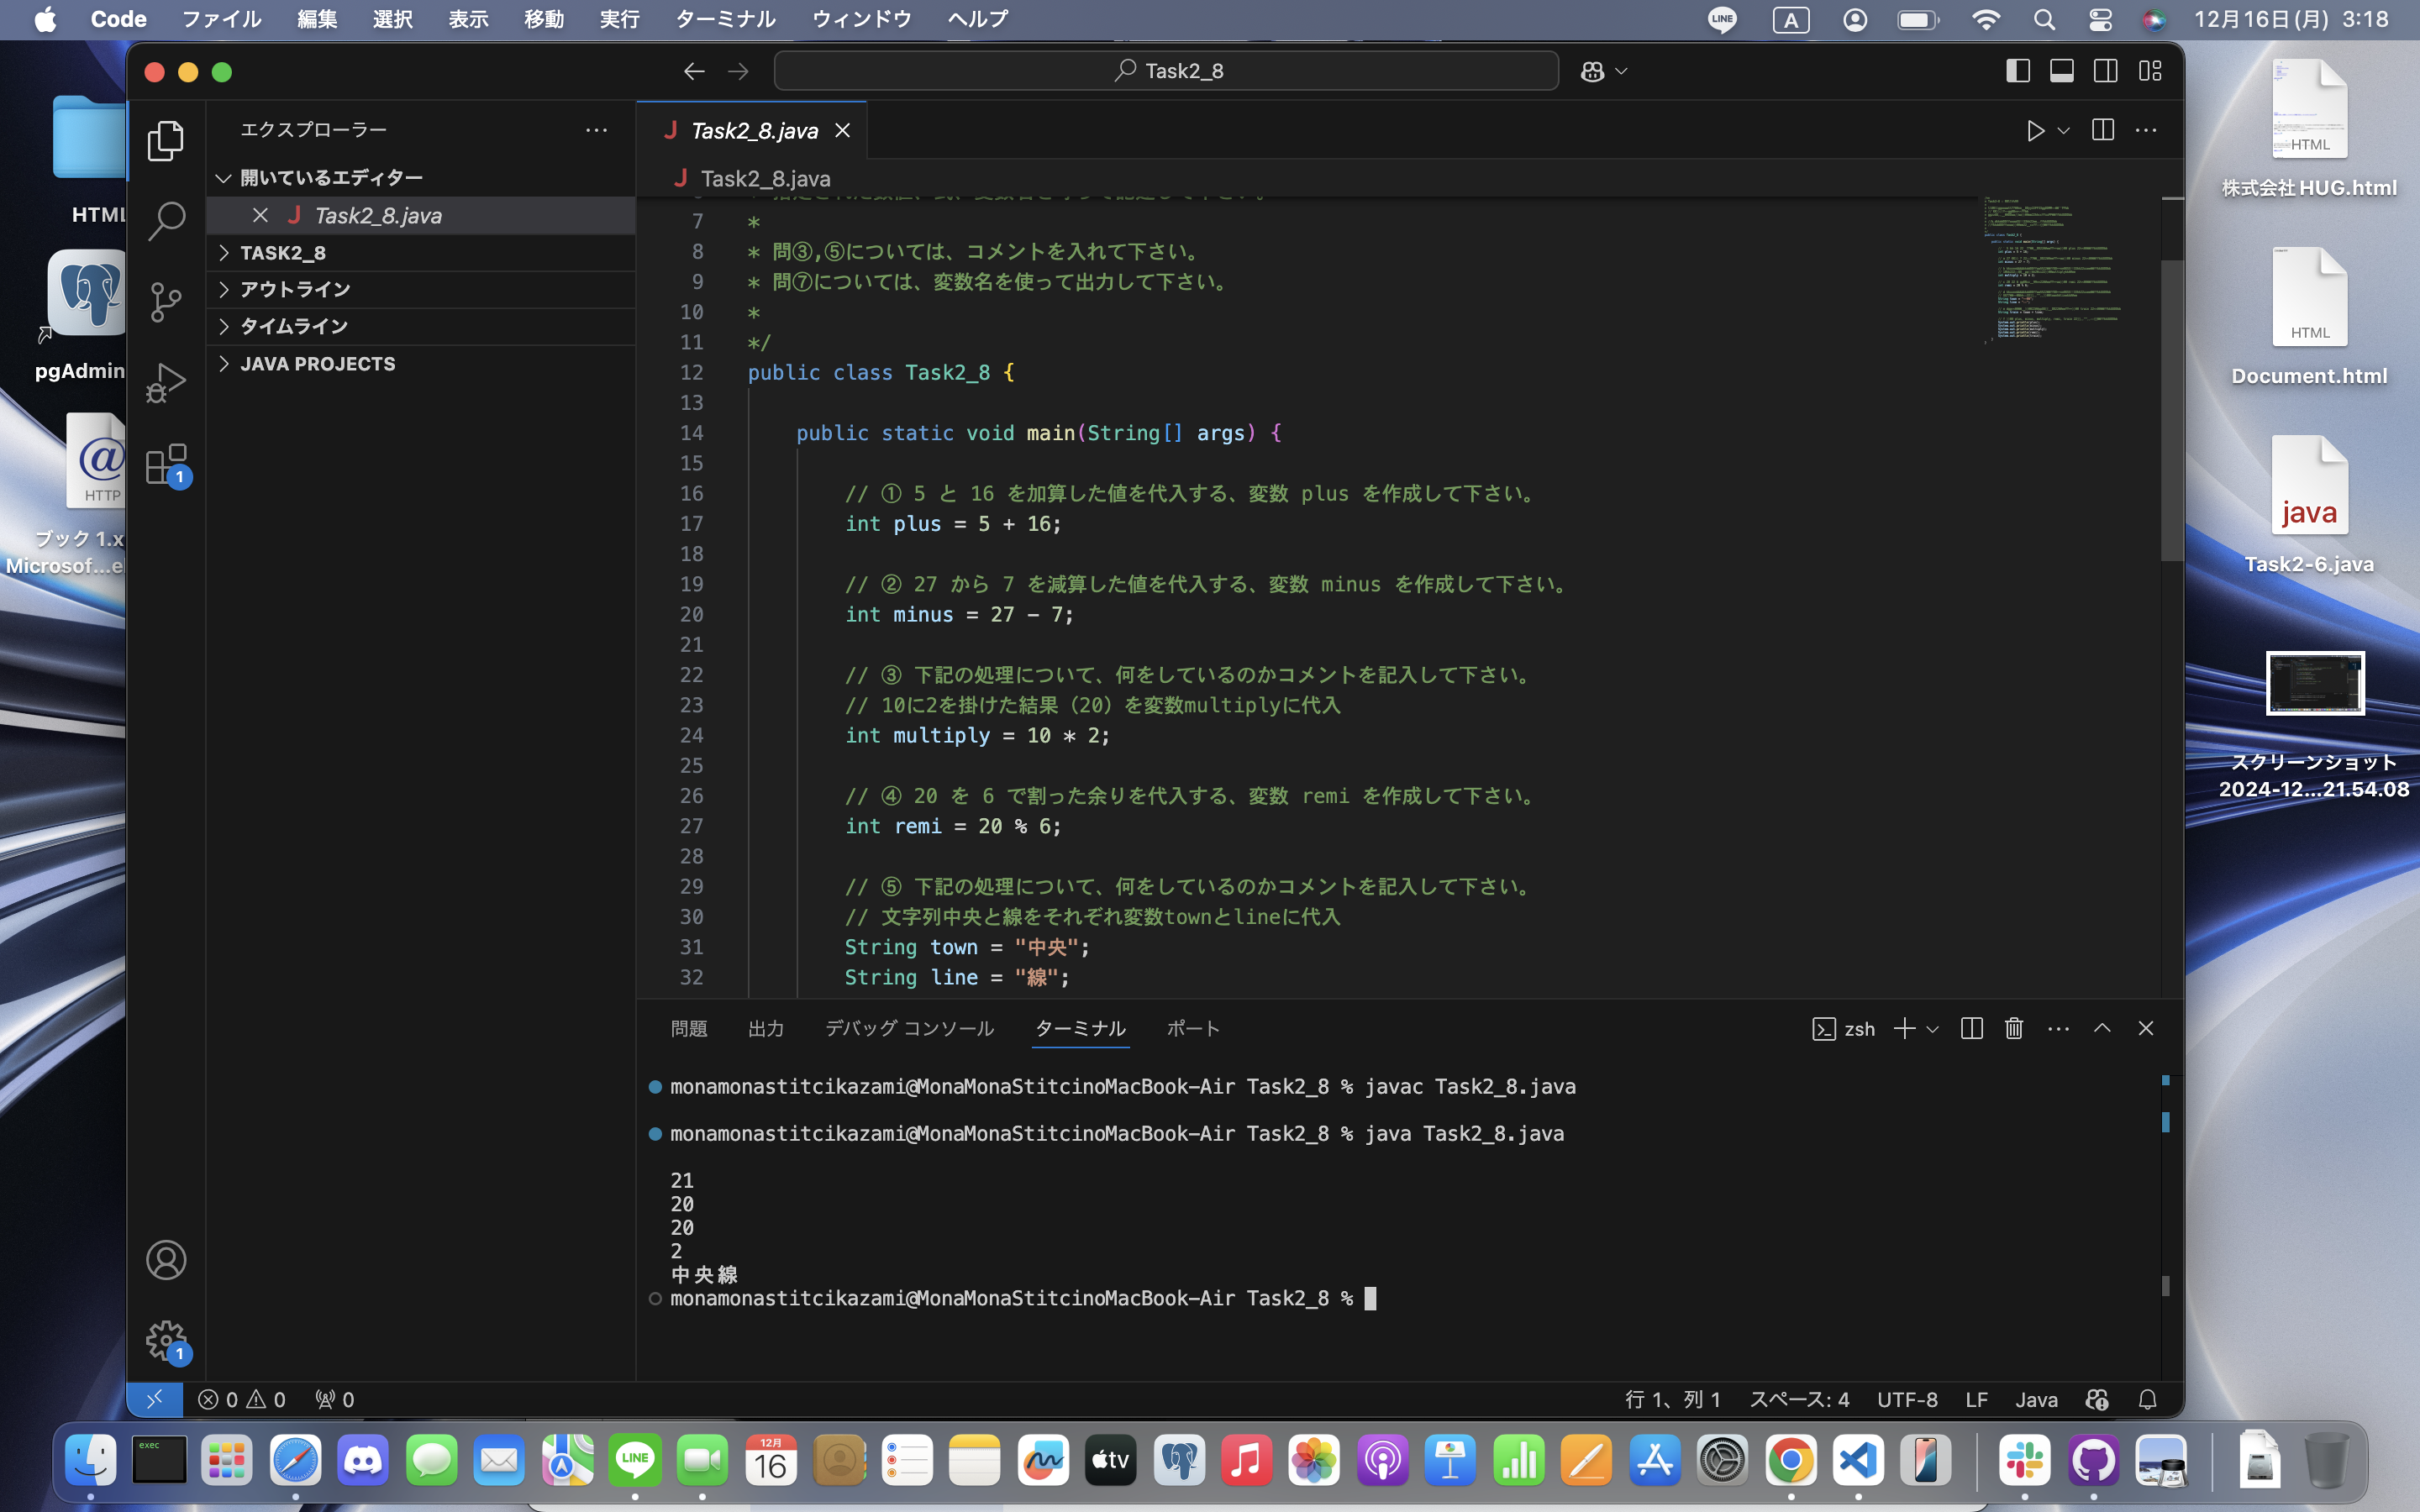 Code ファイル 編集 選択 表示 移動 実行 ターミナル ウィンドウ ヘルプ LINE A 12月16日(月) 3:18
Task2_8
HTML
pgAdmin
HTTP
ブック 1.x
Microsof...e
エクスプローラー
開いているエディター
Task2_8.java
TASK2_8
アウトライン
タイムライン
JAVA PROJECTS
1
1
Task2_8.java
Task2_8.java
7 *
8 * 問③,⑤については、コメントを入れて下さい。
9 * 問⑦については、変数名を使って出力して下さい。
10 *
11 */
12 public class Task2_8 {
13
14 public static void main(String[] args) {
15
16 // ① 5 と 16 を加算した値を代入する、変数 plus を作成して下さい。
17 int plus = 5 + 16;
18
19 // ② 27 から 7 を減算した値を代入する、変数 minus を作成して下さい。
20 int minus = 27 - 7;
21
22 // ③ 下記の処理について、何をしているのかコメントを記入して下さい。
23 // 10に2を掛けた結果（20）を変数multiplyに代入
24 int multiply = 10 * 2;
25
26 // ④ 20 を 6 で割った余りを代入する、変数 remi を作成して下さい。
27 int remi = 20 % 6;
28
29 // ⑤ 下記の処理について、何をしているのかコメントを記入して下さい。
30 // 文字列中央と線をそれぞれ変数townとlineに代入
31 String town = "中央";
32 String line = "線";
問題 出力 デバッグ コンソール ターミナル ポート
zsh
monamonastitcikazami@MonaMonaStitcinoMacBook-Air Task2_8 % javac Task2_8.java
monamonastitcikazami@MonaMonaStitcinoMacBook-Air Task2_8 % java Task2_8.java
21
20
20
2
中央線
monamonastitcikazami@MonaMonaStitcinoMacBook-Air Task2_8 %
0 0 0 行 1、列 1 スペース: 4 UTF-8 LF Java
HTML
株式会社 HUG.html
HTML
Document.html
java
Task2-6.java
スクリーンショット
2024-12...21.54.08
exec
LINE
12月
16
tv